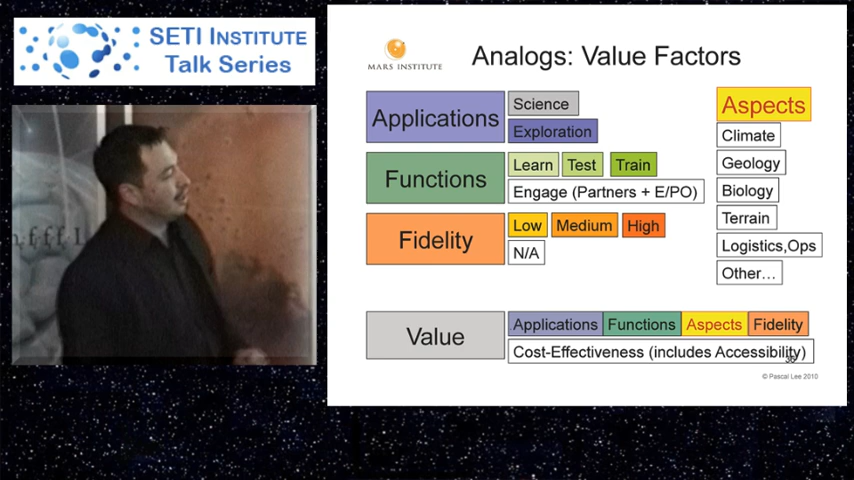 SETI INSTITUTE
Talk Series
MARS INSTITUTE
Analogs: Value Factors
Applications
Science
Exploration
Functions
Learn Test Train
Engage (Partners + E/PO)
Fidelity
Low Medium High
N/A
Aspects
Climate
Geology
Biology
Terrain
Logistics,Ops
Other…
Value
Applications Functions Aspects Fidelity
Cost-Effectiveness (includes Accessibility)
© Pascal Lee 2010